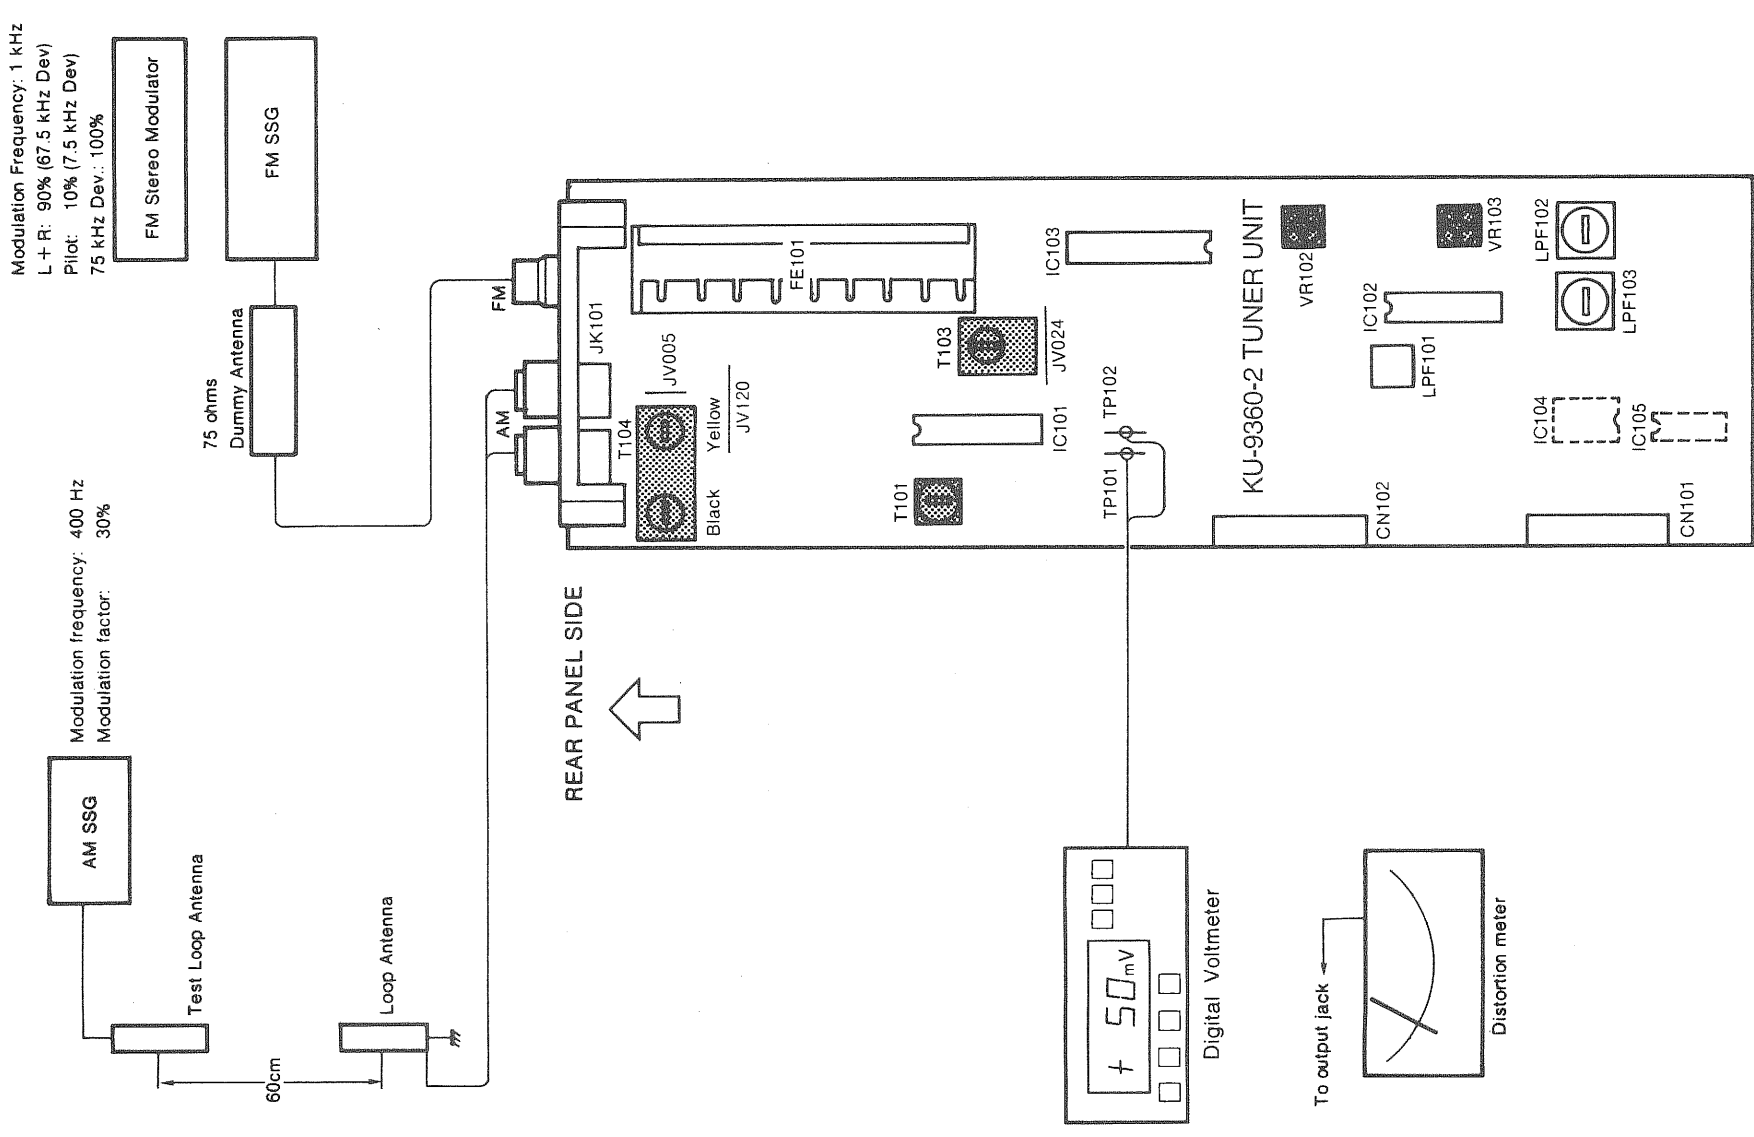 Modulation Frequency: 1 kHz
L + R: 90% (67.5 kHz Dev)
Pilot: 10% (7.5 kHz Dev)
75 kHz Dev.: 100%
FM Stereo Modulator
FM SSG
75 ohms
Dummy Antenna
Modulation frequency: 400 Hz
Modulation factor: 30%
AM SSG
Test Loop Antenna
Loop Antenna
60cm
REAR PANEL SIDE
FM
AM
JK101
T104
JV005
Yellow
JV120
Black
FE101
T103
JV024
IC101
T101
IC103
TP102
TP101
KU-9360-2 TUNER UNIT
VR102
VR103
IC102
LPF101
LPF102
LPF103
IC104
IC105
CN102
CN101
+ 50mV
Digital Voltmeter
To output jack
Distortion meter